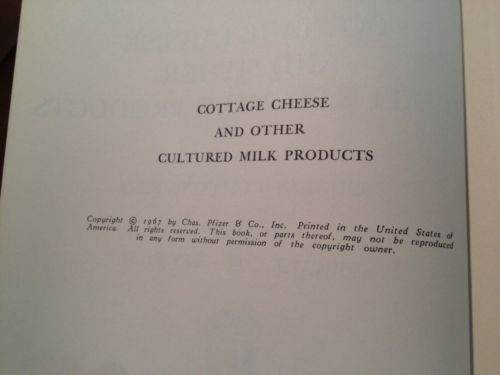 COTTAGE CHEESE
AND OTHER
CULTURED MILK PRODUCTS
Copyright © 1967 by Chas. Pfizer & Co., Inc. Printed in the United States of
America. All rights reserved. This book, or parts thereof, may not be reproduced
in any form without permission of the copyright owner.